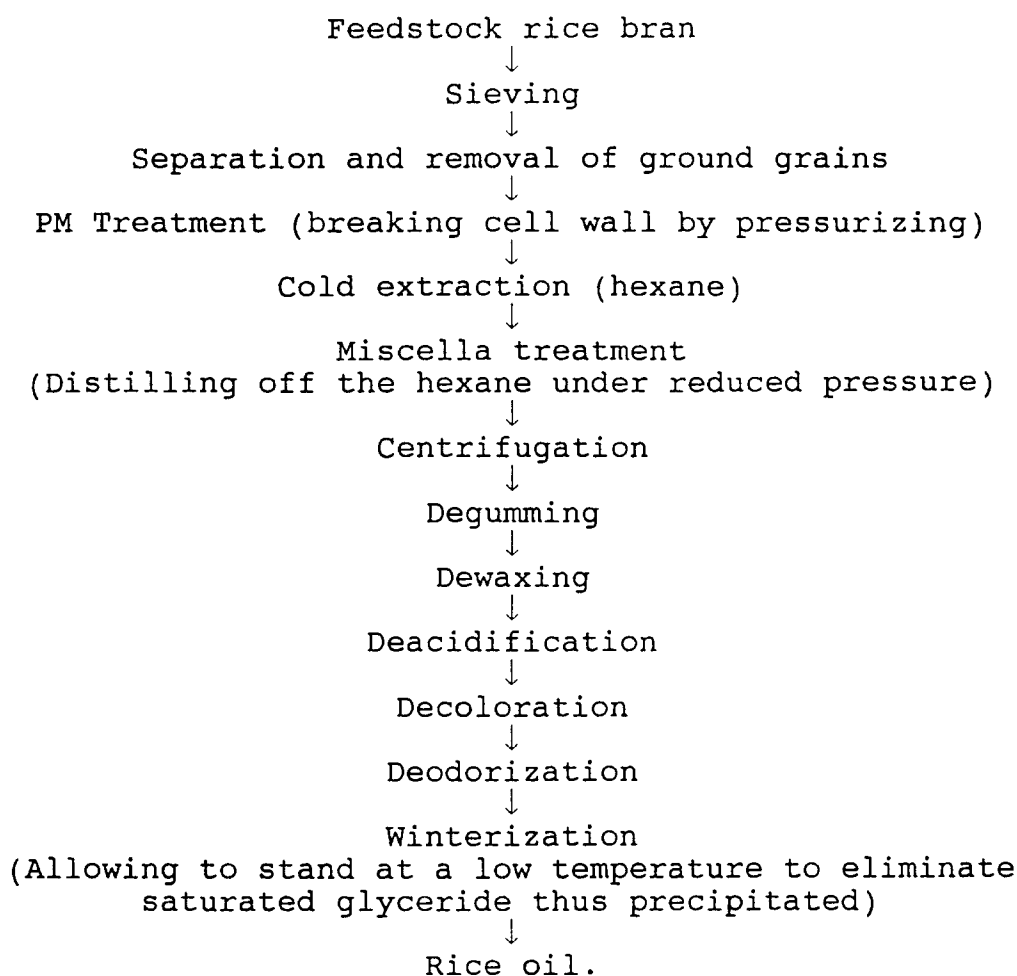 Feedstock rice bran
↓
Sieving
↓
Separation and removal of ground grains
↓
PM Treatment (breaking cell wall by pressurizing)
↓
Cold extraction (hexane)
↓
Miscella treatment
(Distilling off the hexane under reduced pressure)
↓
Centrifugation
↓
Degumming
↓
Dewaxing
↓
Deacidification
↓
Decoloration
↓
Deodorization
↓
Winterization
(Allowing to stand at a low temperature to eliminate
saturated glyceride thus precipitated)
↓
Rice oil.